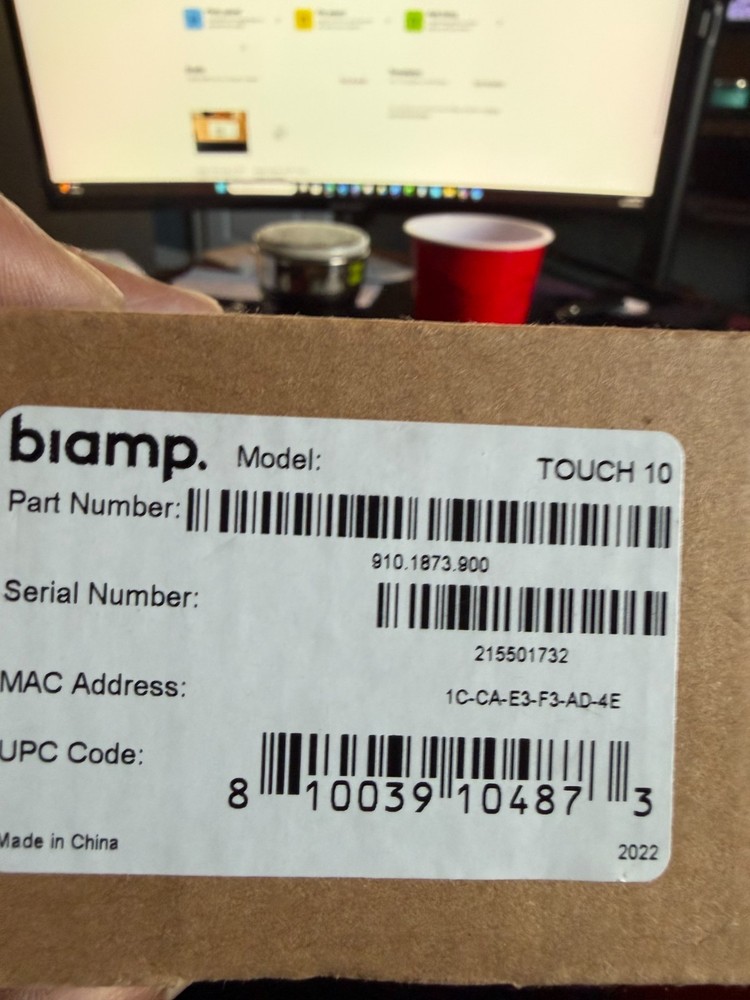 biamp. Model: TOUCH 10
Part Number:
910.1873.900
Serial Number:
215501732
MAC Address: 1C-CA-E3-F3-AD-4E
UPC Code:
8 10039 10487 3
Made in China 2022